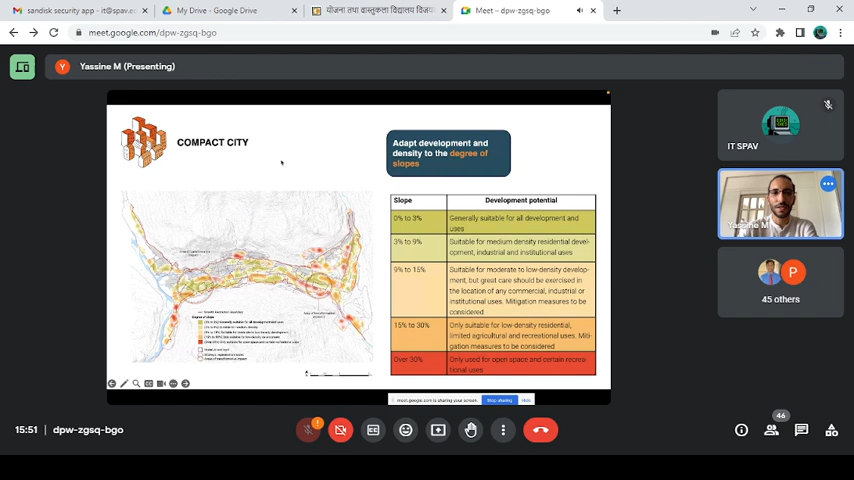 sandisk security app - it@spav.ec
My Drive - Google Drive
योजना तथा वास्तुकला विद्यालय विजय
Meet – dpw-zgsq-bgo
meet.google.com/dpw-zgsq-bgo
Y
Yassine M (Presenting)
COMPACT CITY
Adapt development and
density to the degree of
slopes
Slope
Development potential
0% to 3%
Generally suitable for all development and
uses
3% to 9%
Suitable for medium density residential devel-
opment, industrial and institutional uses
9% to 15%
Suitable for moderate to low-density develop-
ment, but great care should be exercised in
the location of any commercial, industrial or
institutional uses. Mitigation measures to be
considered
15% to 30%
Only suitable for low-density residential,
limited agricultural and recreational uses. Miti-
gation measures to be considered
Over 30%
Only used for open space and certain recrea-
tional uses
Degree of slope
meet.google.com is sharing your screen.
Stop sharing
Hide
IT SPAV
Yassine M
P
45 others
15:51
dpw-zgsq-bgo
46